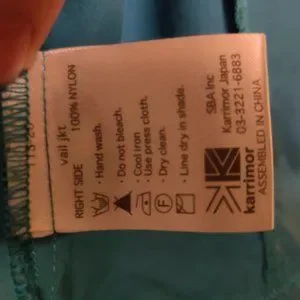 vail jkt
100% NYLON
RIGHT SIDE
· Hand wash.
· Do not bleach.
· Cool iron
· Use press cloth.
· Dry clean.
· Line dry in shade.
SBA Inc
Karrimor Japan
03-3221-6883
karrimor
ASSEMBLED IN CHINA